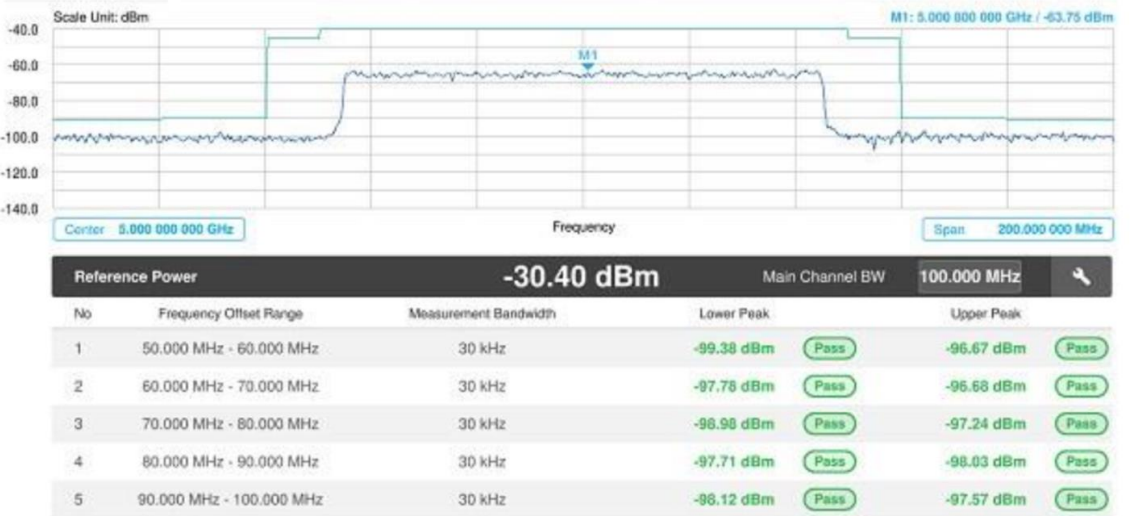 Scale Unit: dBm
M1: 5.000 000 000 GHz / -63.75 dBm
-40.0
M1
-60.0
-80.0
-100.0
-120.0
-140.0
Center 5.000 000 000 GHz
Frequency
Span 200.000 000 MHz
Reference Power -30.40 dBm Main Channel BW 100.000 MHz
No Frequency Offset Range Measurement Bandwidth Lower Peak Upper Peak
1 50.000 MHz - 60.000 MHz 30 kHz -99.38 dBm Pass -96.67 dBm Pass
2 60.000 MHz - 70.000 MHz 30 kHz -97.78 dBm Pass -96.68 dBm Pass
3 70.000 MHz - 80.000 MHz 30 kHz -98.98 dBm Pass -97.24 dBm Pass
4 80.000 MHz - 90.000 MHz 30 kHz -97.71 dBm Pass -98.03 dBm Pass
5 90.000 MHz - 100.000 MHz 30 kHz -98.12 dBm Pass -97.57 dBm Pass